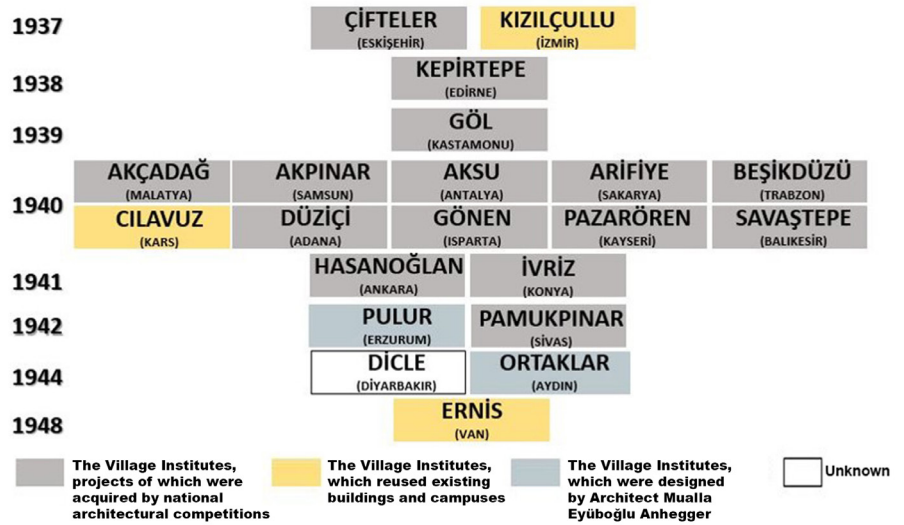 1937
ÇİFTELER
(ESKİŞEHİR)
KIZILÇULLU
(İZMİR)
1938
KEPİRTEPE
(EDİRNE)
1939
GÖL
(KASTAMONU)
1940
AKÇADAĞ
(MALATYA)
AKPINAR
(SAMSUN)
AKSU
(ANTALYA)
ARİFİYE
(SAKARYA)
BEŞİKDÜZÜ
(TRABZON)
CILAVUZ
(KARS)
DÜZİÇİ
(ADANA)
GÖNEN
(ISPARTA)
PAZARÖREN
(KAYSERİ)
SAVAŞTEPE
(BALIKESİR)
1941
HASANOĞLAN
(ANKARA)
İVRİZ
(KONYA)
1942
PULUR
(ERZURUM)
PAMUKPINAR
(SİVAS)
1944
DİCLE
(DİYARBAKIR)
ORTAKLAR
(AYDIN)
1948
ERNİS
(VAN)
The Village Institutes,
projects of which were
acquired by national
architectural competitions
The Village Institutes,
which reused existing
buildings and campuses
The Village Institutes,
which were designed
by Architect Mualla
Eyüboğlu Anhegger
Unknown